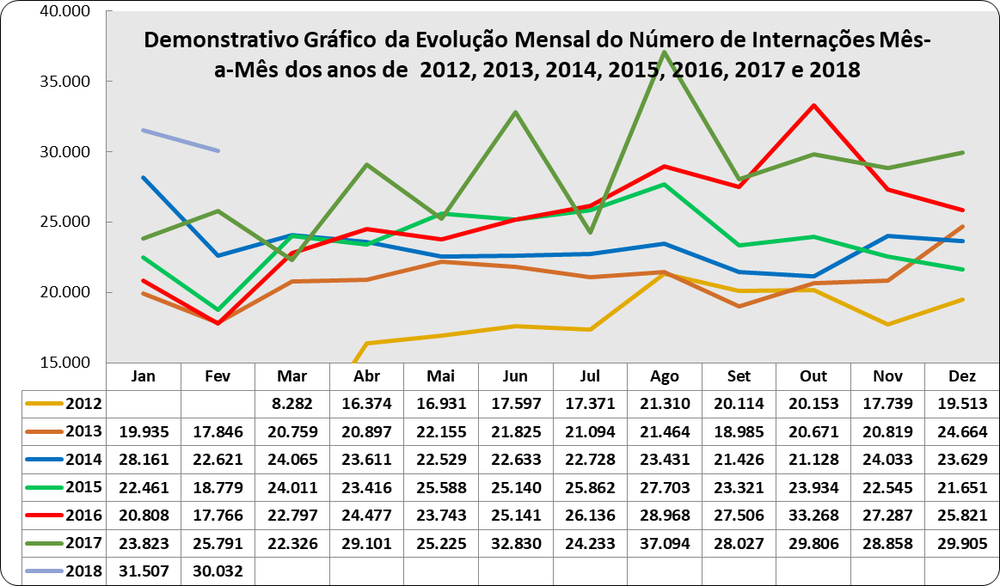 Demonstrativo Gráfico da Evolução Mensal do Número de Internações Mês-
a-Mês dos anos de 2012, 2013, 2014, 2015, 2016, 2017 e 2018
40.000
35.000
30.000
25.000
20.000
15.000
Jan Fev Mar Abr Mai Jun Jul Ago Set Out Nov Dez
2012 8.282 16.374 16.931 17.597 17.371 21.310 20.114 20.153 17.739 19.513
2013 19.935 17.846 20.759 20.897 22.155 21.825 21.094 21.464 18.985 20.671 20.819 24.664
2014 28.161 22.621 24.065 23.611 22.529 22.633 22.728 23.431 21.426 21.128 24.033 23.629
2015 22.461 18.779 24.011 23.416 25.588 25.140 25.862 27.703 23.321 23.934 22.545 21.651
2016 20.808 17.766 22.797 24.477 23.743 25.141 26.136 28.968 27.506 33.268 27.287 25.821
2017 23.823 25.791 22.326 29.101 25.225 32.830 24.233 37.094 28.027 29.806 28.858 29.905
2018 31.507 30.032